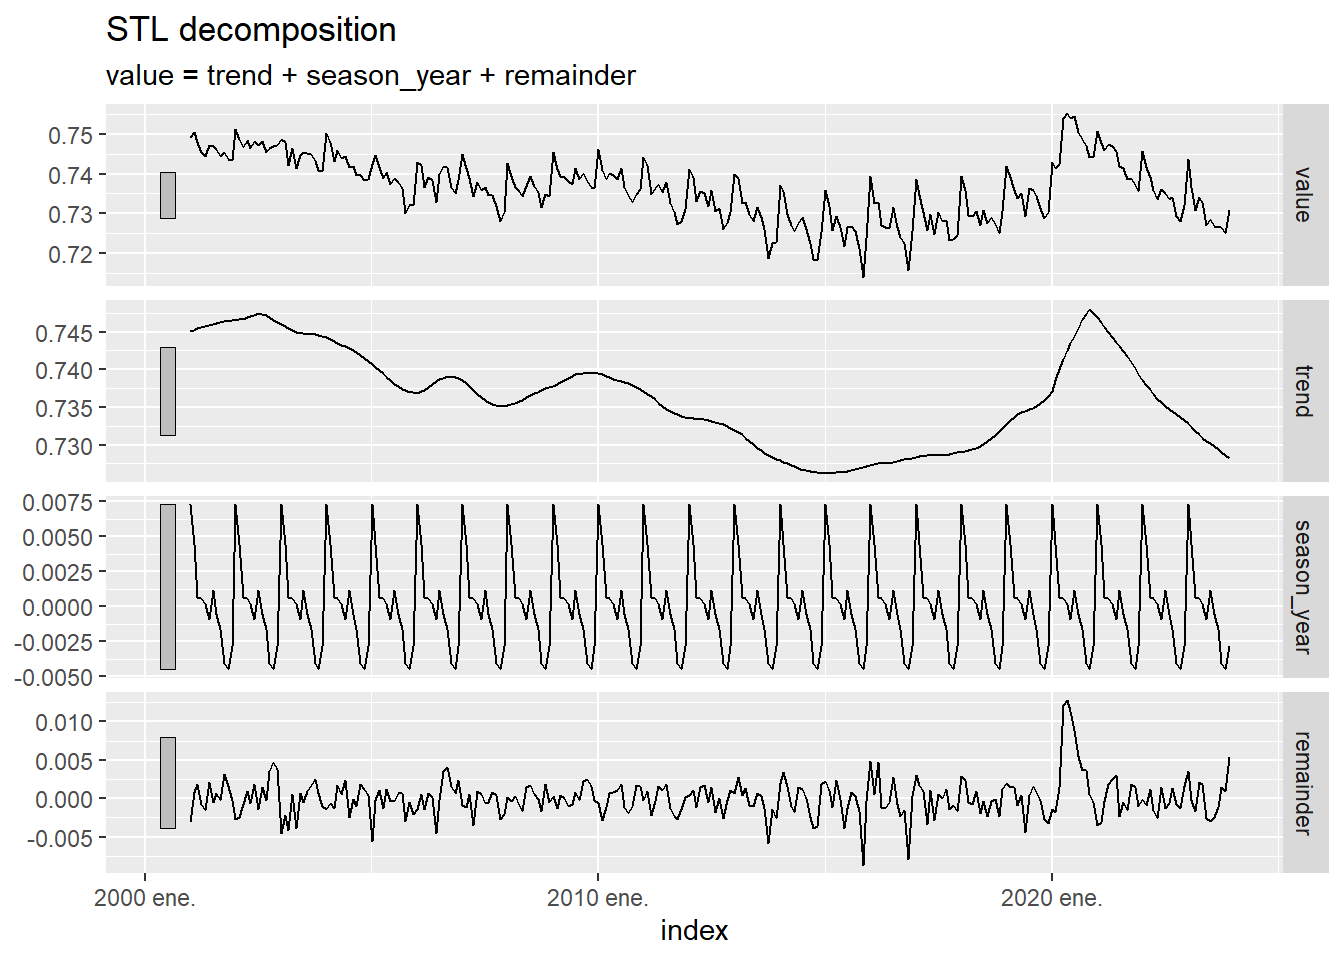 STL decomposition
value = trend + season_year + remainder
0.75
0.74
0.73
0.72
value
0.745
0.740
0.735
0.730
trend
0.0075
0.0050
0.0025
0.0000
-0.0025
-0.0050
season_year
0.010
0.005
0.000
-0.005
remainder
2000 ene.
2010 ene.
2020 ene.
index